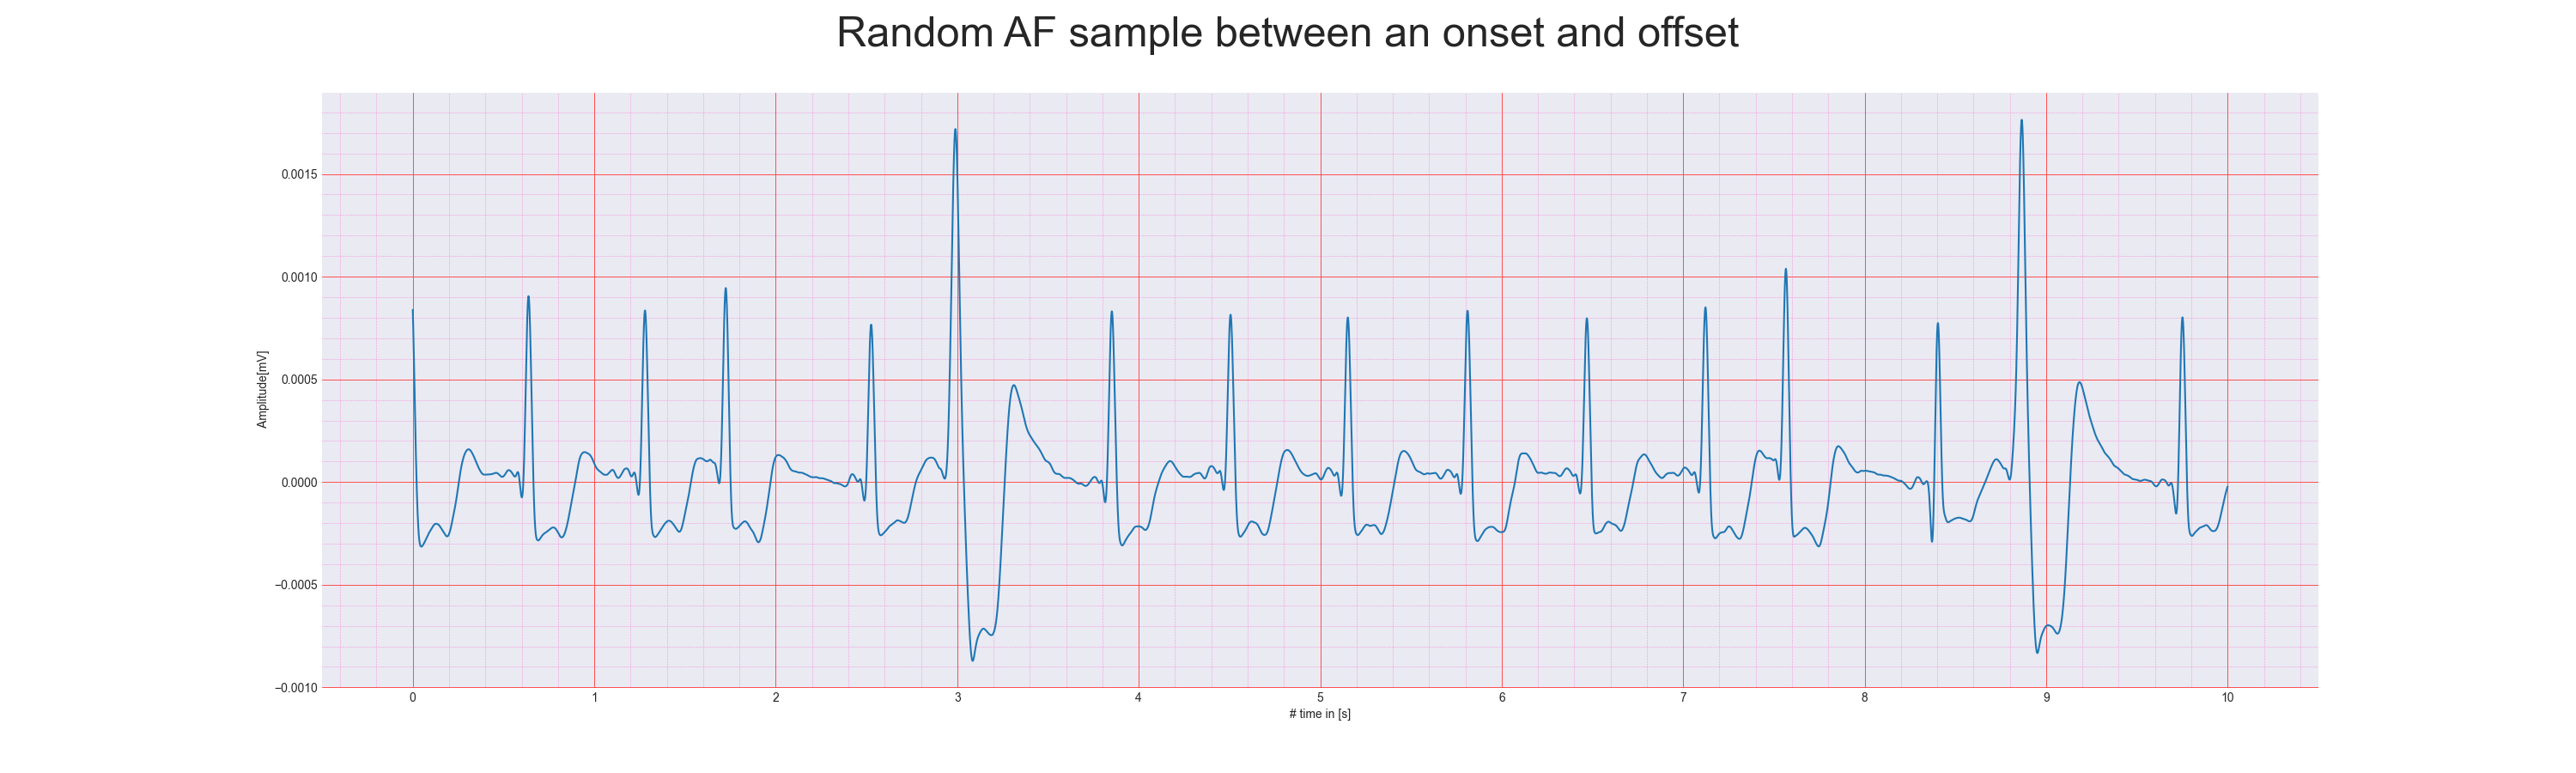 Random AF sample between an onset and offset
0.0015
0.0010
0.0005
0.0000
−0.0005
−0.0010
Amplitude[mV]
0 1 2 3 4 5 6 7 8 9 10
# time in [s]